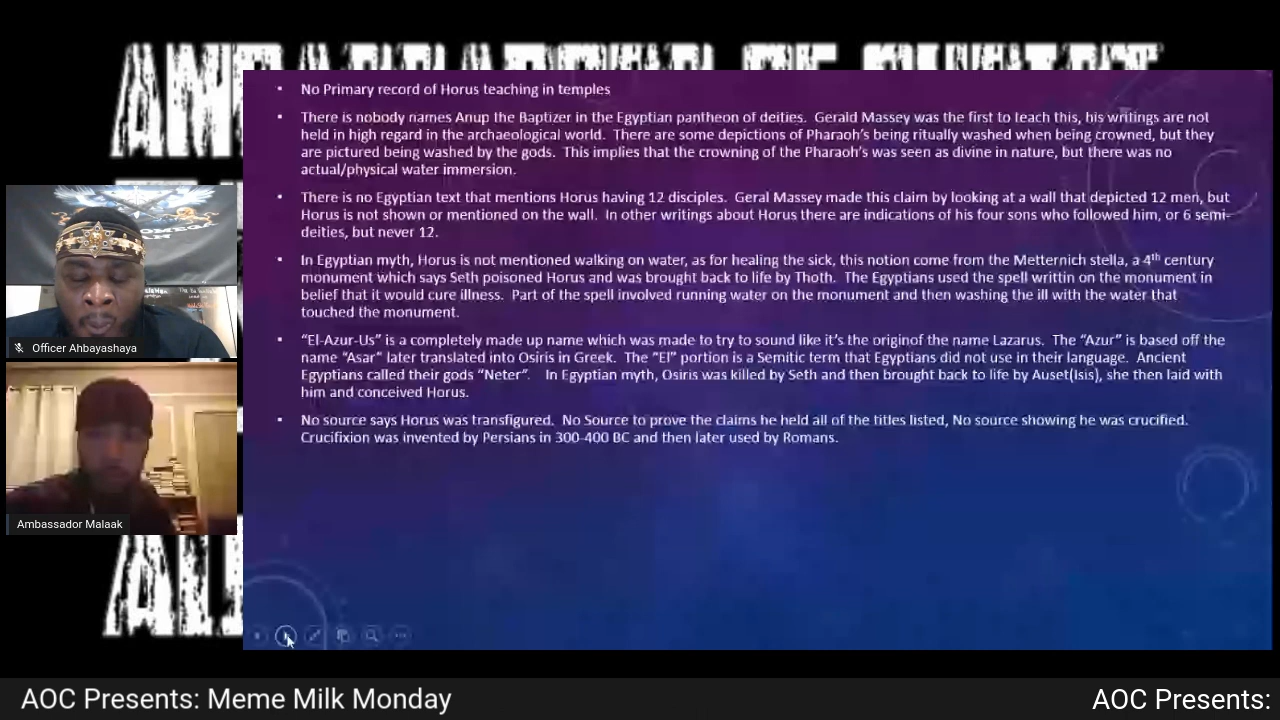 No Primary record of Horus teaching in temples
There is nobody names Anup the Baptizer in the Egyptian pantheon of deities. Gerald Massey was the first to teach this, his writings are not
held in high regard in the archaeological world. There are some depictions of Pharaoh's being ritually washed when being crowned, but they
are pictured being washed by the gods. This implies that the crowning of the Pharaoh's was seen as divine in nature, but there was no
actual/physical water immersion.
There is no Egyptian text that mentions Horus having 12 disciples. Geral Massey made this claim by looking at a wall that depicted 12 men, but
Horus is not shown or mentioned on the wall. In other writings about Horus there are indications of his four sons who followed him, or 6 semi-
deities, but never 12.
In Egyptian myth, Horus is not mentioned walking on water, as for healing the sick, this notion come from the Metternich stella, a 4th century
monument which says Seth poisoned Horus and was brought back to life by Thoth. The Egyptians used the spell writtin on the monument in
belief that it would cure illness. Part of the spell involved running water on the monument and then washing the ill with the water that
touched the monument.
"El-Azur-Us" is a completely made up name which was made to try to sound like it's the originof the name Lazarus. The "Azur" is based off the
name "Asar" later translated into Osiris in Greek. The "El" portion is a Semitic term that Egyptians did not use in their language. Ancient
Egyptians called their gods "Neter". In Egyptian myth, Osiris was killed by Seth and then brought back to life by Auset(Isis), she then laid with
him and conceived Horus.
No source says Horus was transfigured. No Source to prove the claims he held all of the titles listed, No source showing he was crucified.
Crucifixion was invented by Persians in 300-400 BC and then later used by Romans.
Officer Ahbayashaya
Ambassador Malaak
AOC Presents: Meme Milk Monday
AOC Presents: